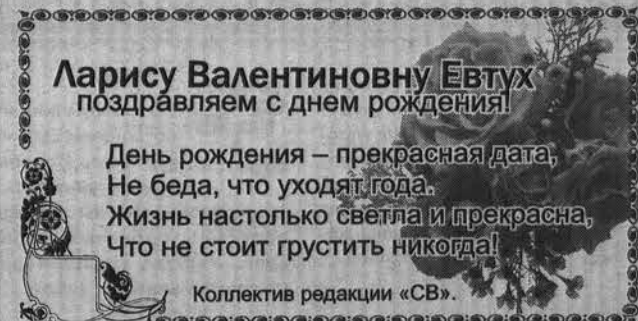 Ларису Валентиновну Евтух
поздравляем с днем рождения!
День рождения – прекрасная дата,
Не беда, что уходят года.
Жизнь настолько светла и прекрасна,
Что не стоит грустить никогда!
Коллектив редакции «СВ».